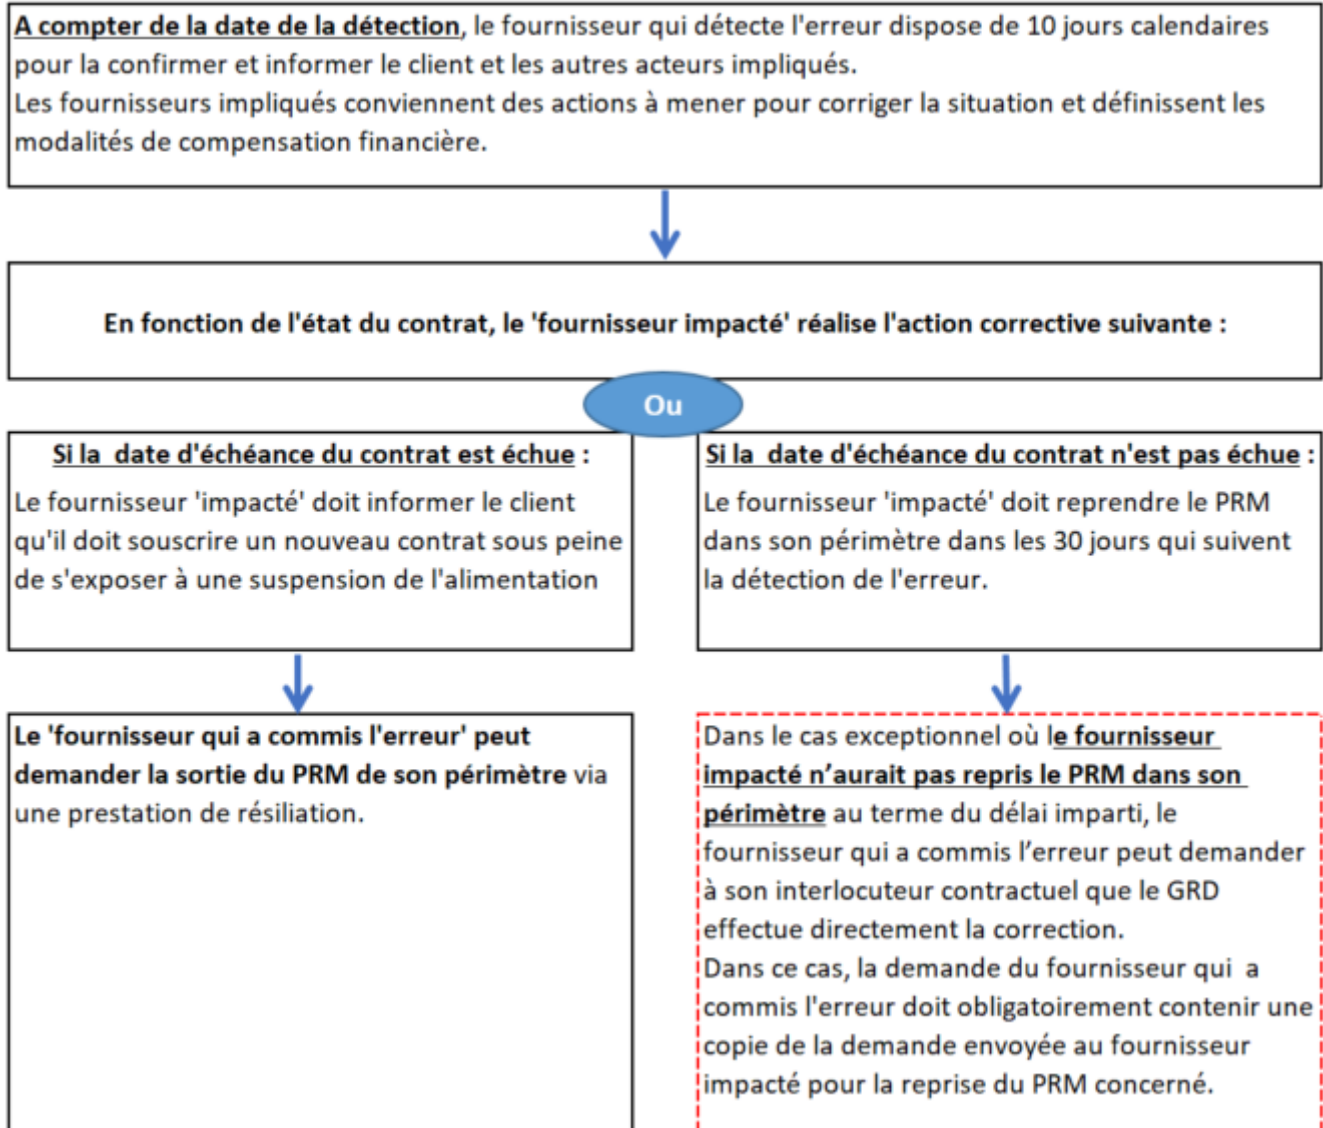 A compter de la date de la détection, le fournisseur qui détecte l'erreur dispose de 10 jours calendaires
pour la confirmer et informer le client et les autres acteurs impliqués.
Les fournisseurs impliqués conviennent des actions à mener pour corriger la situation et définissent les
modalités de compensation financière.
En fonction de l'état du contrat, le 'fournisseur impacté' réalise l'action corrective suivante :
Ou
Si la date d'échéance du contrat est échue :
Le fournisseur 'impacté' doit informer le client
qu'il doit souscrire un nouveau contrat sous peine
de s'exposer à une suspension de l'alimentation
Le 'fournisseur qui a commis l'erreur' peut
demander la sortie du PRM de son périmètre via
une prestation de résiliation.
Si la date d'échéance du contrat n'est pas échue :
Le fournisseur 'impacté' doit reprendre le PRM
dans son périmètre dans les 30 jours qui suivent
la détection de l'erreur.
Dans le cas exceptionnel où le fournisseur
impacté n’aurait pas repris le PRM dans son
périmètre au terme du délai imparti, le
fournisseur qui a commis l’erreur peut demander
à son interlocuteur contractuel que le GRD
effectue directement la correction.
Dans ce cas, la demande du fournisseur qui a
commis l'erreur doit obligatoirement contenir une
copie de la demande envoyée au fournisseur
impacté pour la reprise du PRM concerné.